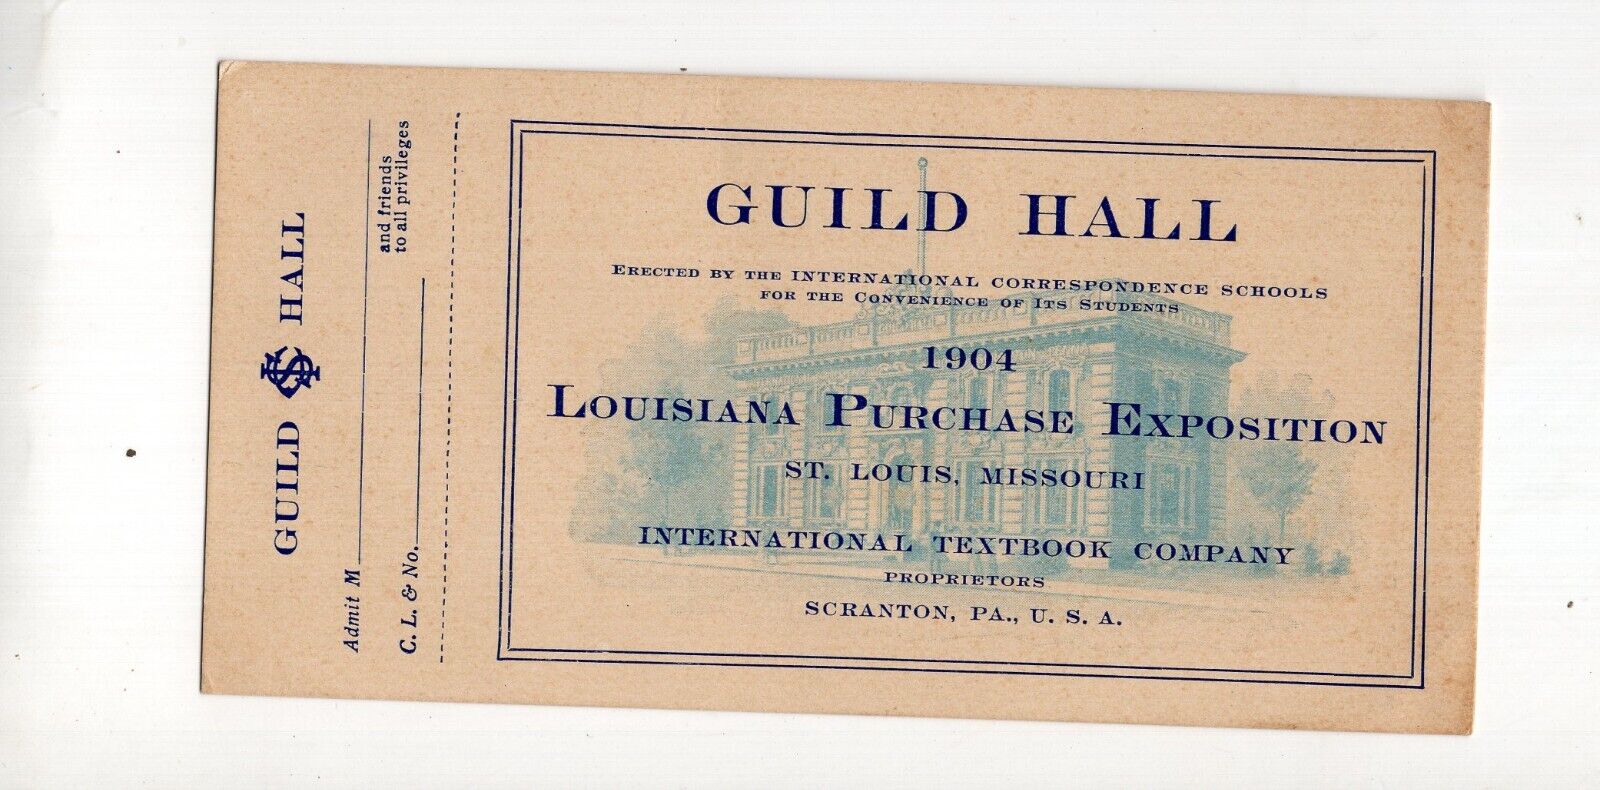 GUILD ICS HALL
Admit M
and friends
to all privileges
C. L. & No.
GUILD HALL
ERECTED BY THE INTERNATIONAL CORRESPONDENCE SCHOOLS
FOR THE CONVENIENCE OF ITS STUDENTS
1904
LOUISIANA PURCHASE EXPOSITION
ST. LOUIS, MISSOURI
INTERNATIONAL TEXTBOOK COMPANY
PROPRIETORS
SCRANTON, PA., U. S. A.